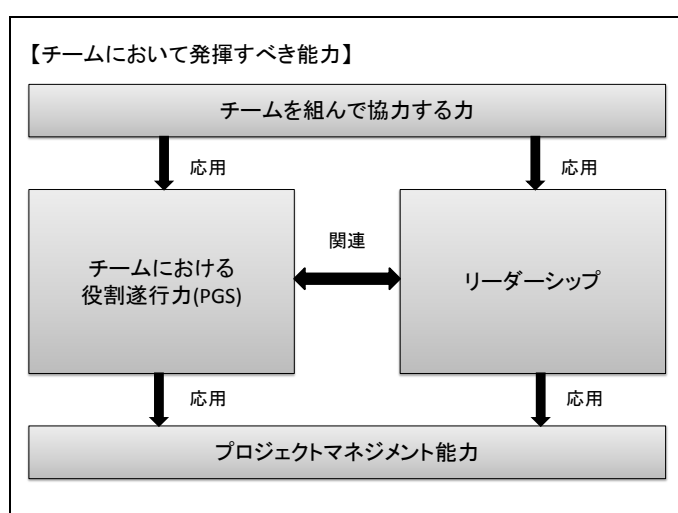 【チームにおいて発揮すべき能力】
チームを組んで協力する力
応用
応用
関連
チームにおける
役割遂行力(PGS)
リーダーシップ
応用
応用
プロジェクトマネジメント能力